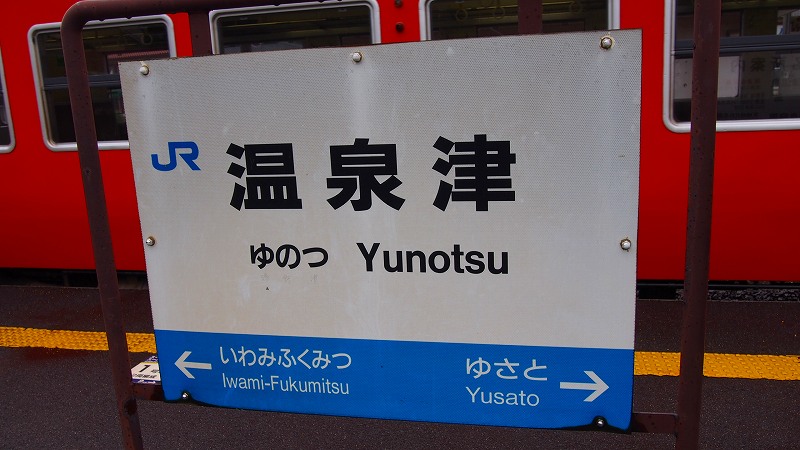 JR 温泉津
ゆのつ Yunotsu
← いわみふくみつ ゆさと →
Iwami-Fukumitsu Yusato
1